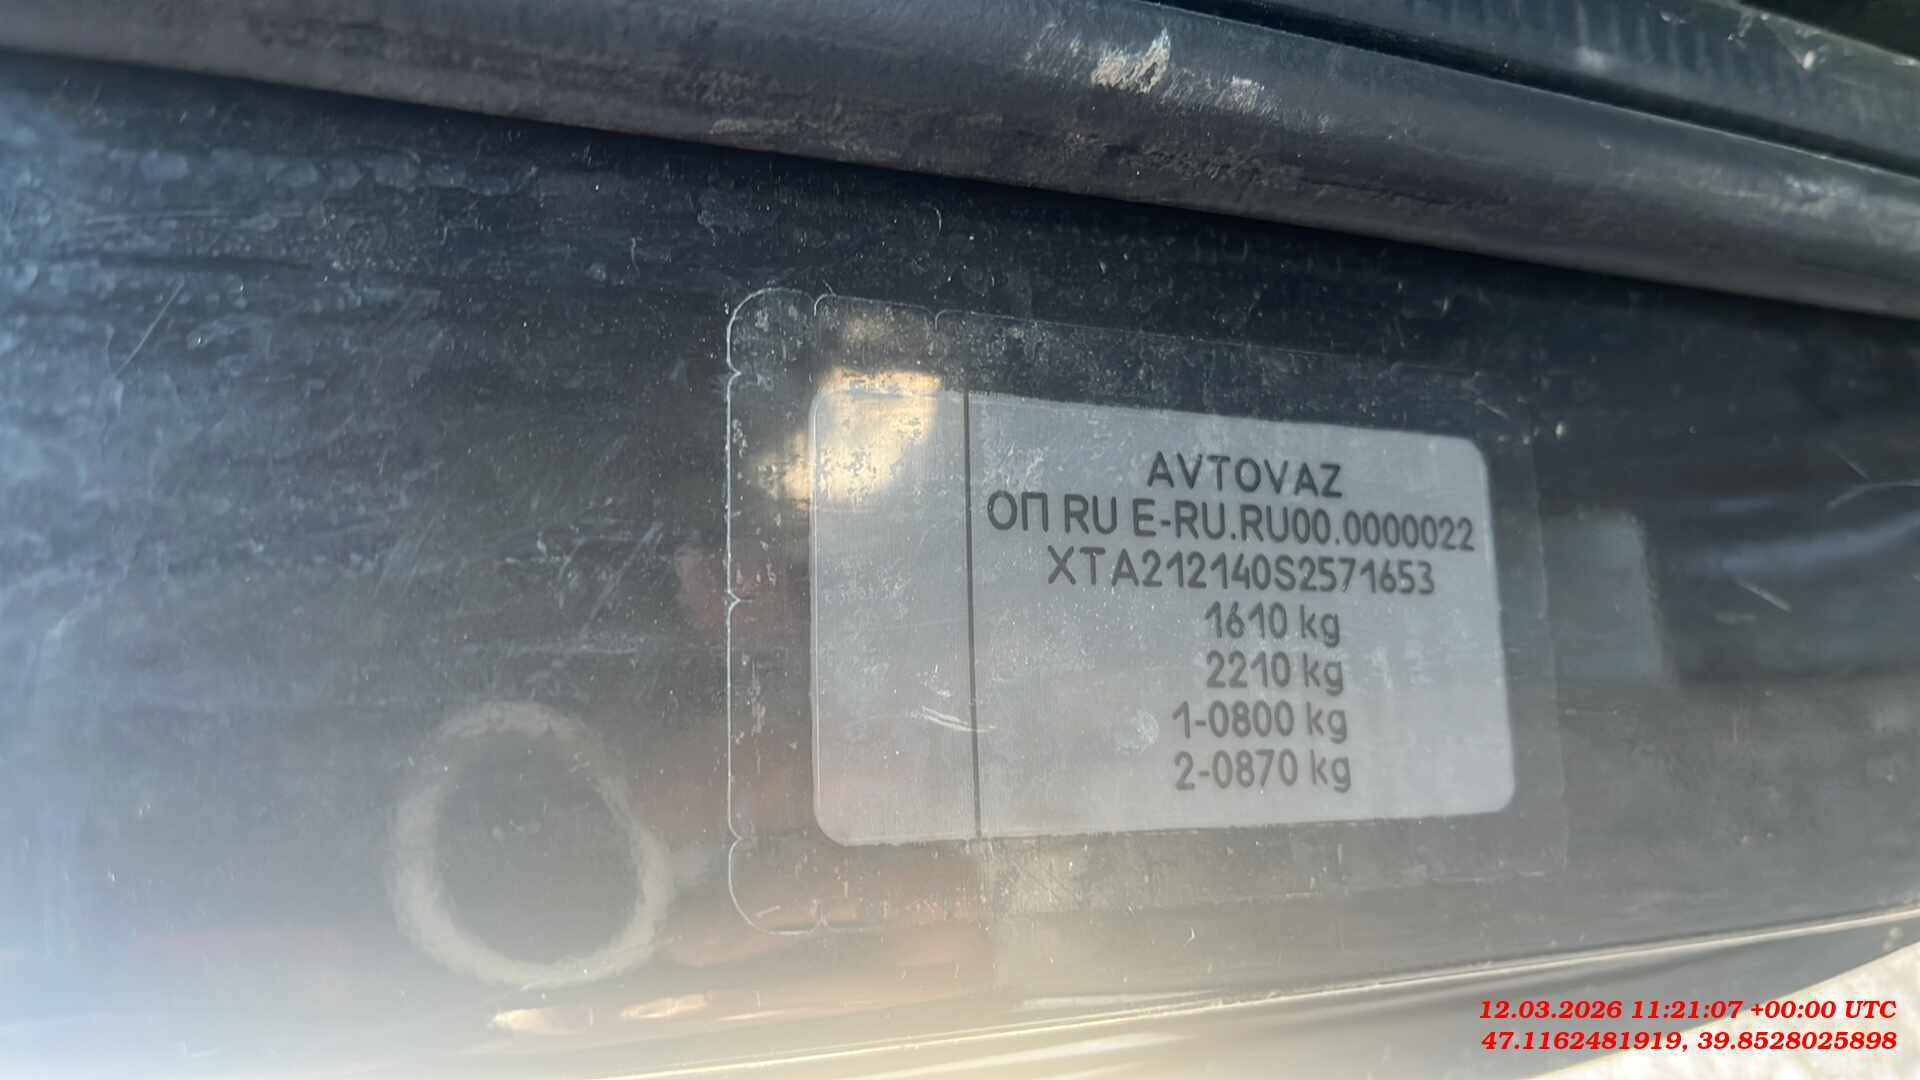 AVTOVAZ
ОП RU E-RU.RU00.0000022
XTA212140S2571653
1610 kg
2210 kg
1-0800 kg
2-0870 kg
12.03.2026 11:21:07 +00:00 UTC
47.1162481919, 39.8528025898